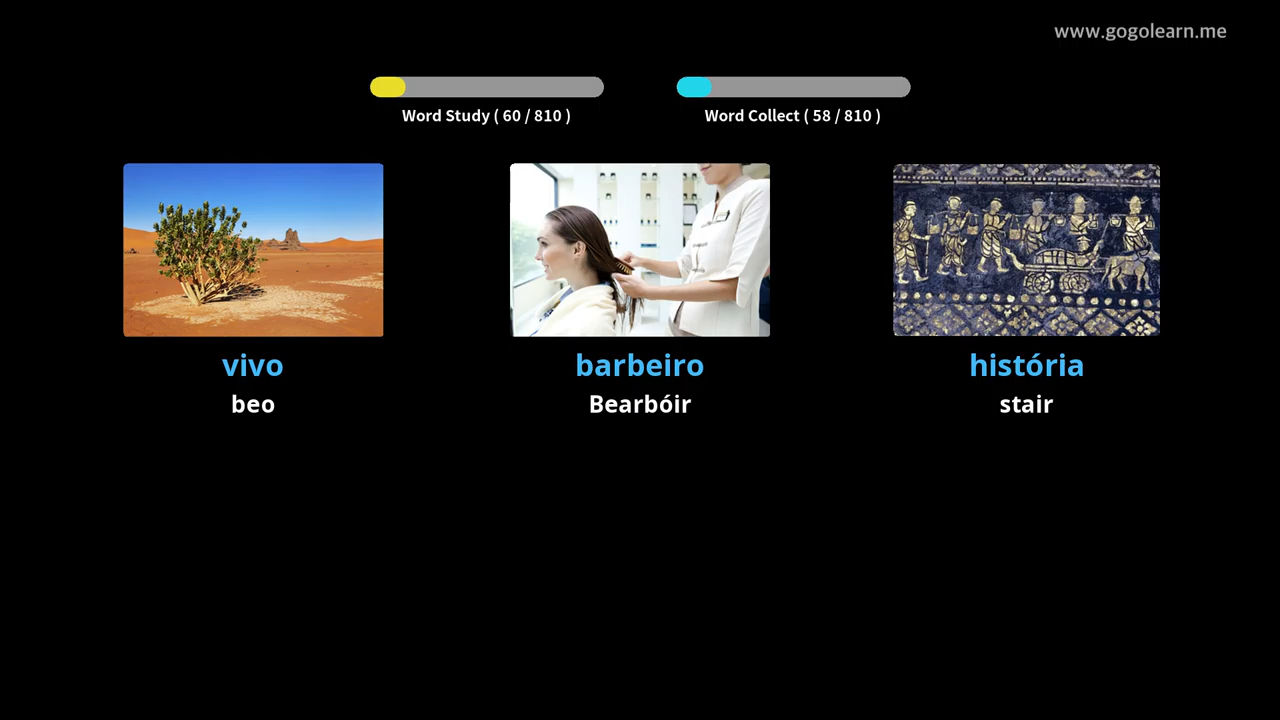 www.gogolearn.me
Word Study ( 60 / 810 )
Word Collect ( 58 / 810 )
vivo
beo
barbeiro
Bearbóir
história
stair